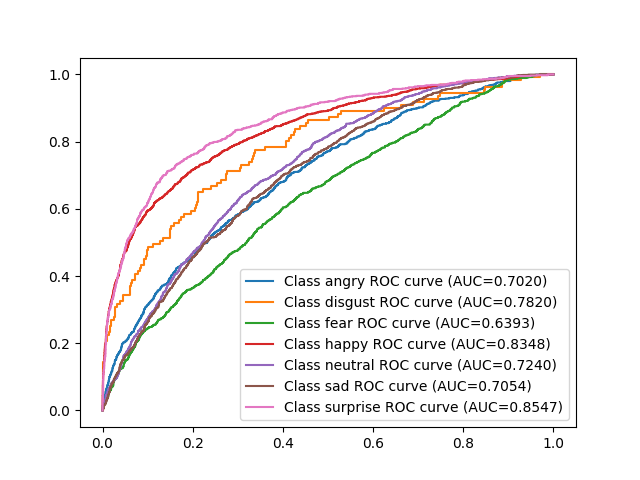 1.0
0.8
0.6
0.4
0.2
0.0
Class angry ROC curve (AUC=0.7020)
Class disgust ROC curve (AUC=0.7820)
Class fear ROC curve (AUC=0.6393)
Class happy ROC curve (AUC=0.8348)
Class neutral ROC curve (AUC=0.7240)
Class sad ROC curve (AUC=0.7054)
Class surprise ROC curve (AUC=0.8547)
0.0 0.2 0.4 0.6 0.8 1.0